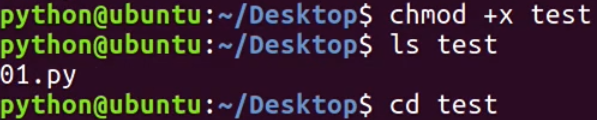 python@ubuntu:~/Desktop$ chmod +x test
python@ubuntu:~/Desktop$ ls test
01.py
python@ubuntu:~/Desktop$ cd test